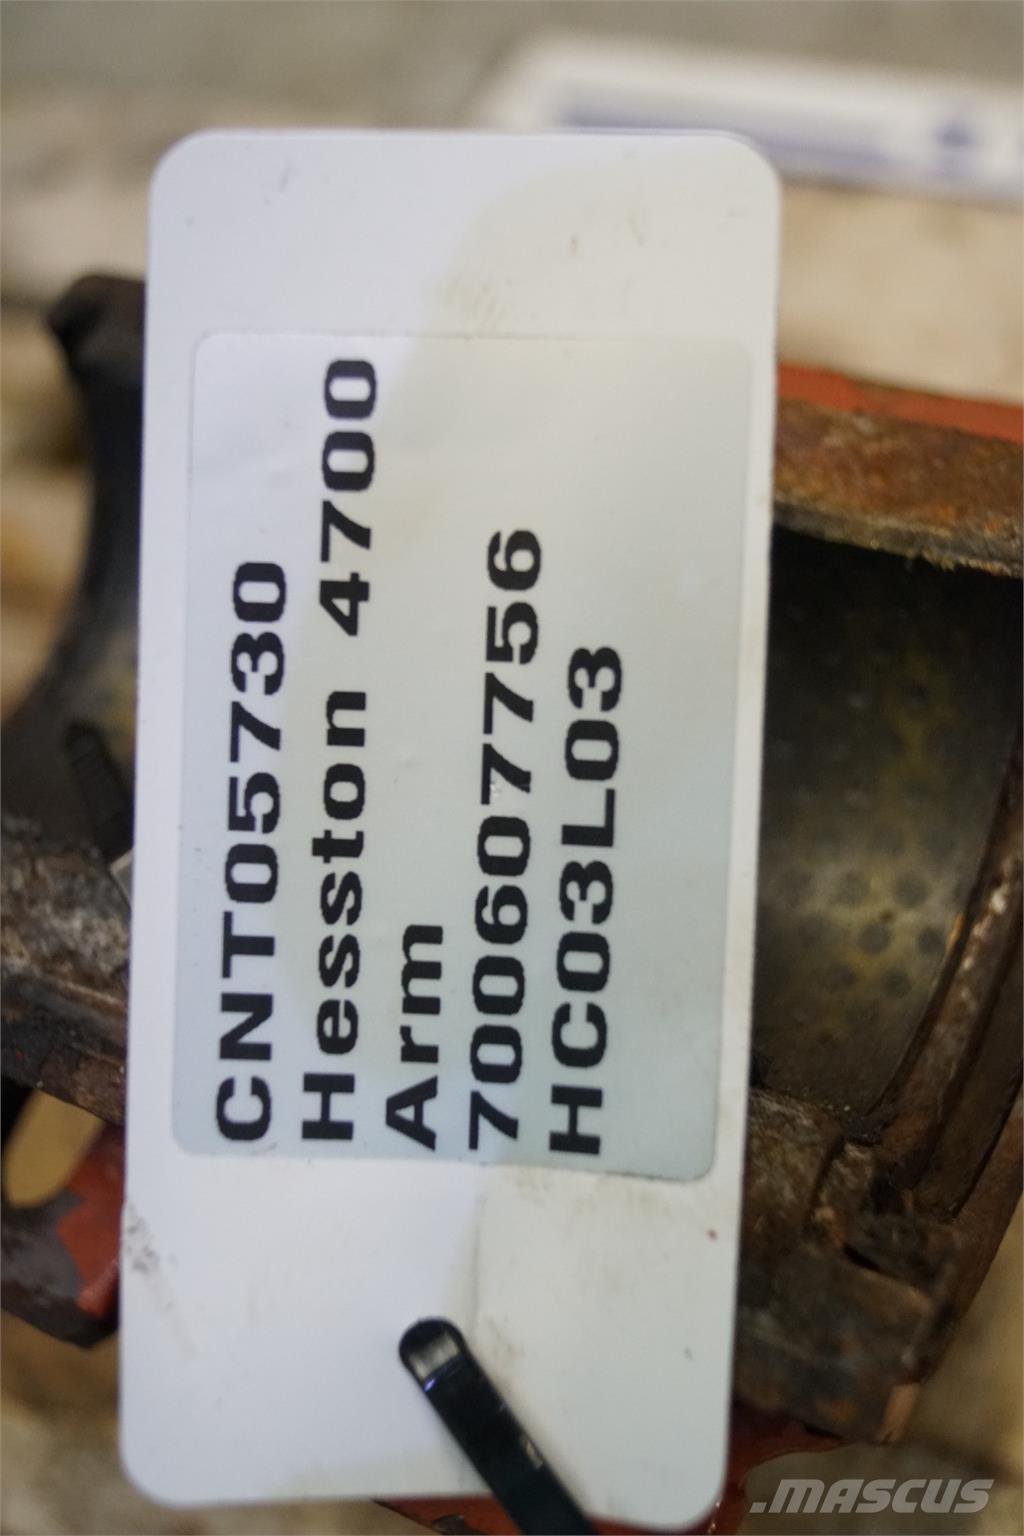 CNT05730
Hesston 4700
Arm
700607756
HC03L03
.MASCUS